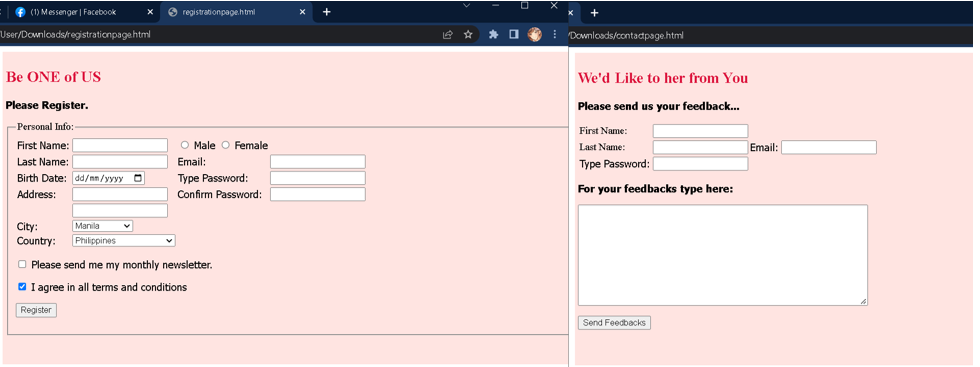 (1) Messenger | Facebook
registrationpage.html
User/Downloads/registrationpage.html
Be ONE of US
Please Register.
Personal Info:
First Name: Male Female
Last Name: Email:
Birth Date: dd/mm/yyyy Type Password:
Address: Confirm Password:
City: Manila
Country: Philippines
Please send me my monthly newsletter.
I agree in all terms and conditions
Register
/Downloads/contactpage.html
We'd Like to her from You
Please send us your feedback...
First Name:
Last Name: Email:
Type Password:
For your feedbacks type here:
Send Feedbacks